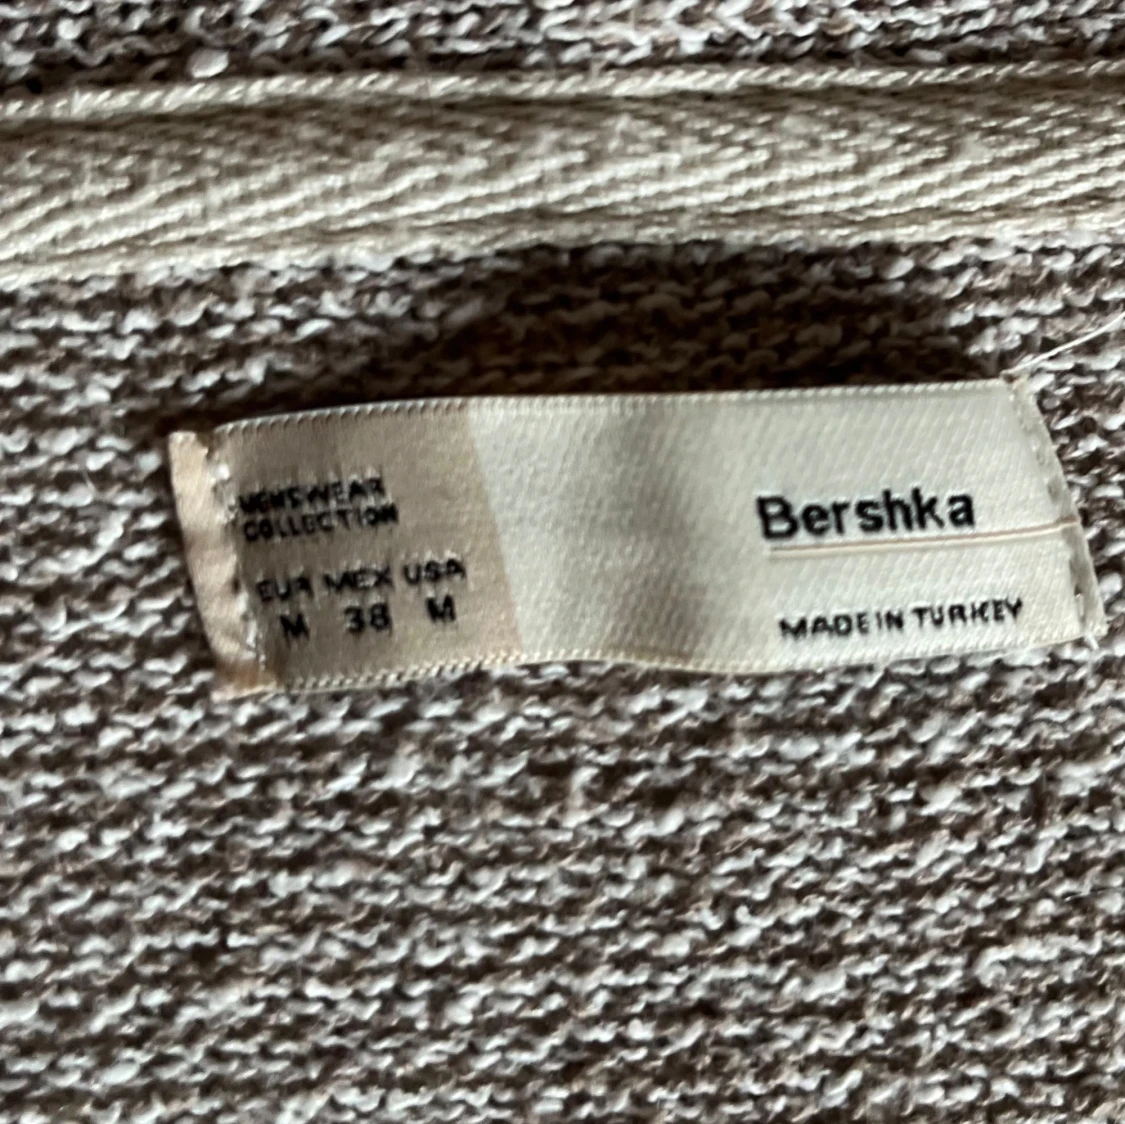 MENSWEAR
COLLECTION
EUR MEX USA
M 38 M
Bershka
MADE IN TURKEY